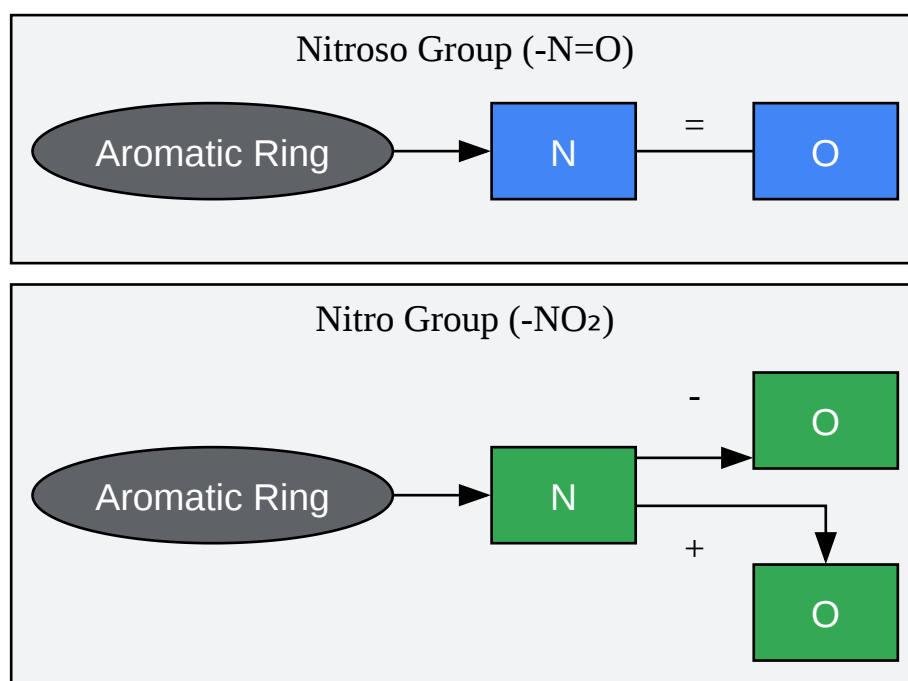 Nitroso Group (-N=O)
Aromatic Ring
N
=
O
Nitro Group (-NO₂)
-
O
Aromatic Ring
N
+
O